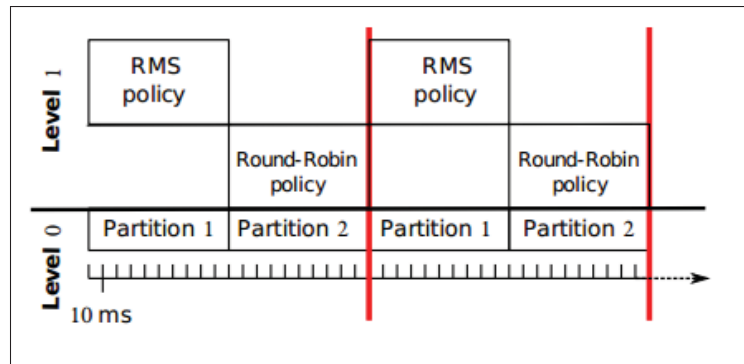 Level 1
RMS
policy
RMS
policy
Round-Robin
policy
Round-Robin
policy
Level 0
Partition 1
Partition 2
Partition 1
Partition 2
10 ms